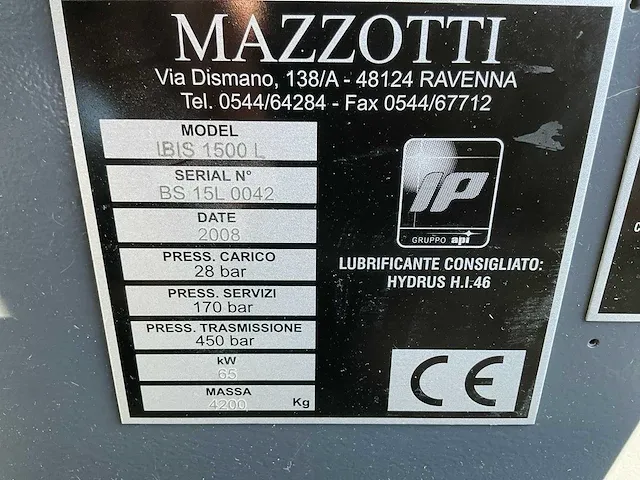 MAZZOTTI
Via Dismano, 138/A - 48124 RAVENNA
Tel. 0544/64284 - Fax 0544/67712
MODEL
IBIS 1500 L
SERIAL N°
BS 15L 0042
DATE
2008
PRESS. CARICO
28 bar
PRESS. SERVIZI
170 bar
PRESS. TRASMISSIONE
450 bar
kW
65
MASSA
4200 Kg
IP
GRUPPO api
LUBRIFICANTE CONSIGLIATO:
HYDRUS H.I.46
CE